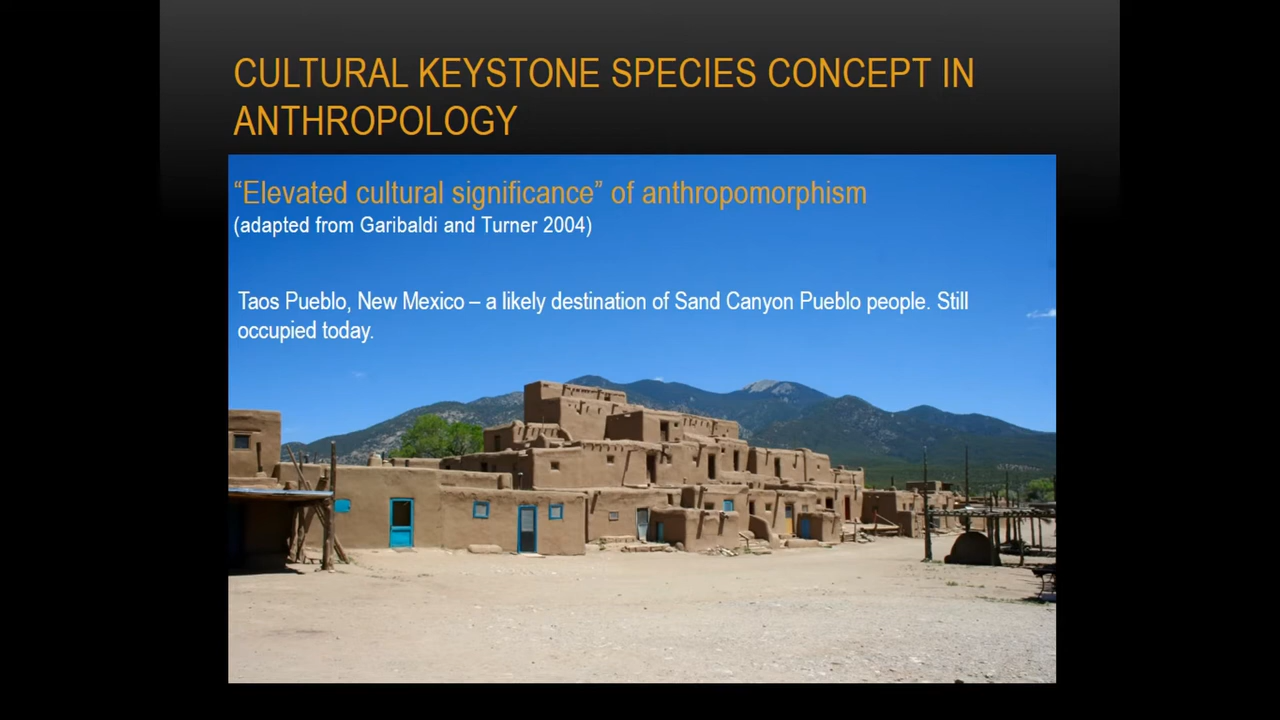 CULTURAL KEYSTONE SPECIES CONCEPT IN
ANTHROPOLOGY
“Elevated cultural significance” of anthropomorphism
(adapted from Garibaldi and Turner 2004)
Taos Pueblo, New Mexico – a likely destination of Sand Canyon Pueblo people. Still
occupied today.